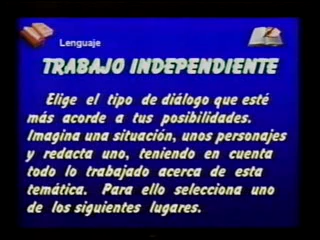 Lenguaje
TRABAJO INDEPENDIENTE
Elige el tipo de diálogo que esté
más acorde a tus posibilidades.
Imagina una situación, unos personajes
y redacta uno, teniendo en cuenta
todo lo trabajado acerca de esta
temática. Para ello selecciona uno
de los siguientes lugares.